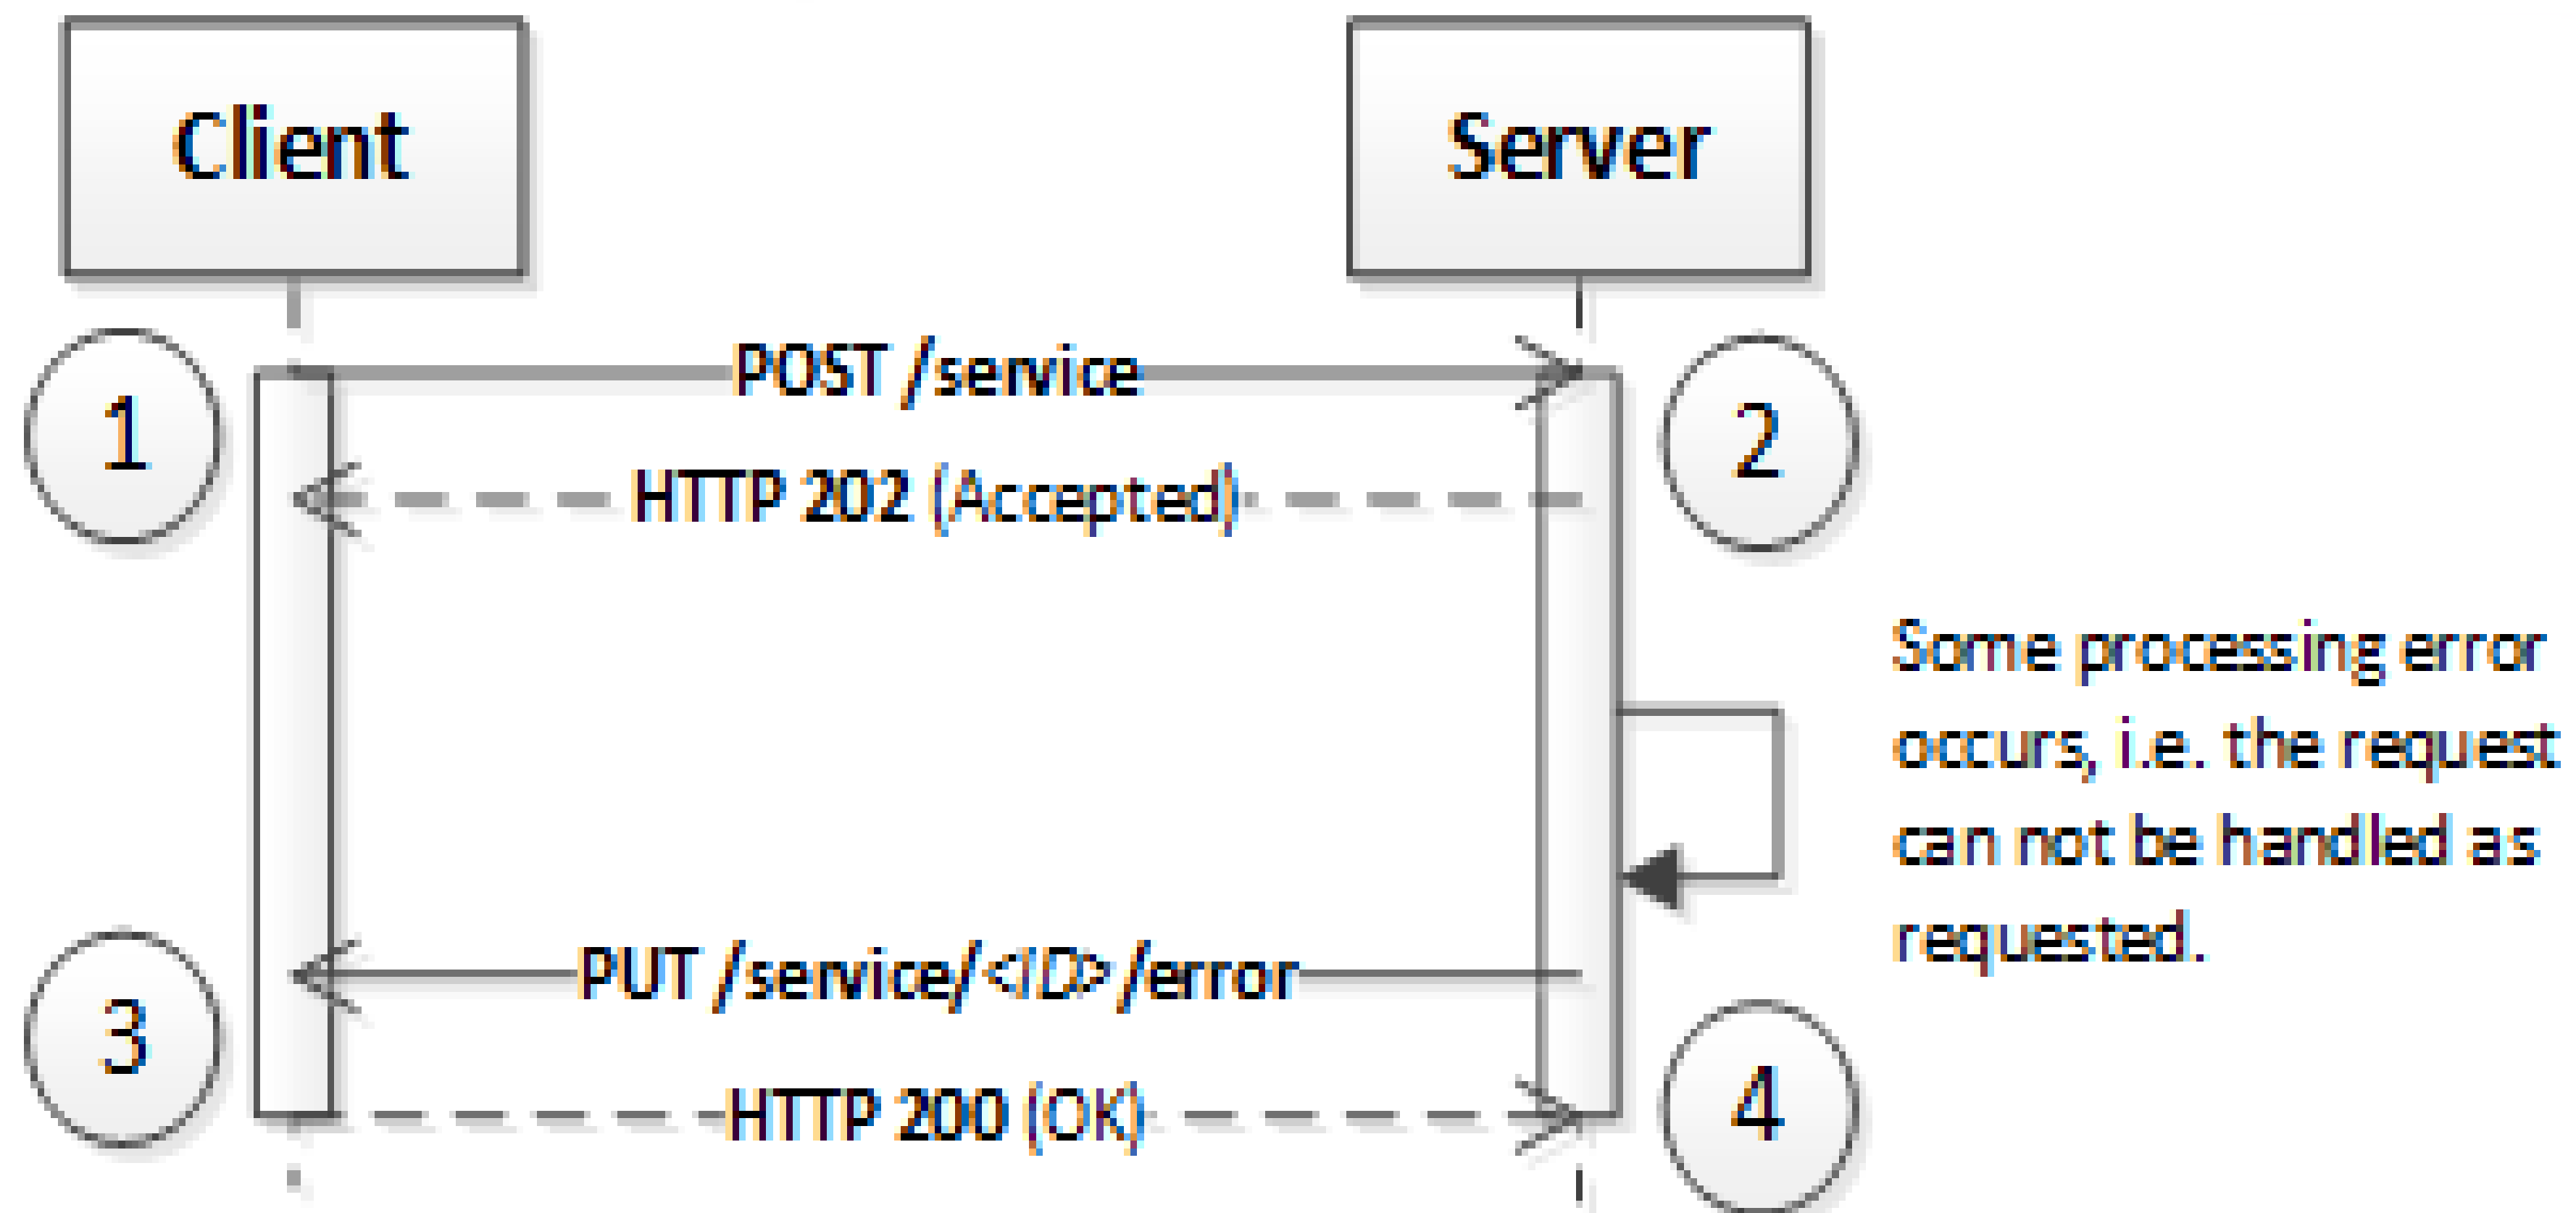 Client
Server
1
POST /service
2
HTTP 202 (Accepted)
Some processing error
occurs, i.e. the request
can not be handled as
requested.
PUT /service/<ID>/error
3
4
HTTP 200 (OK)